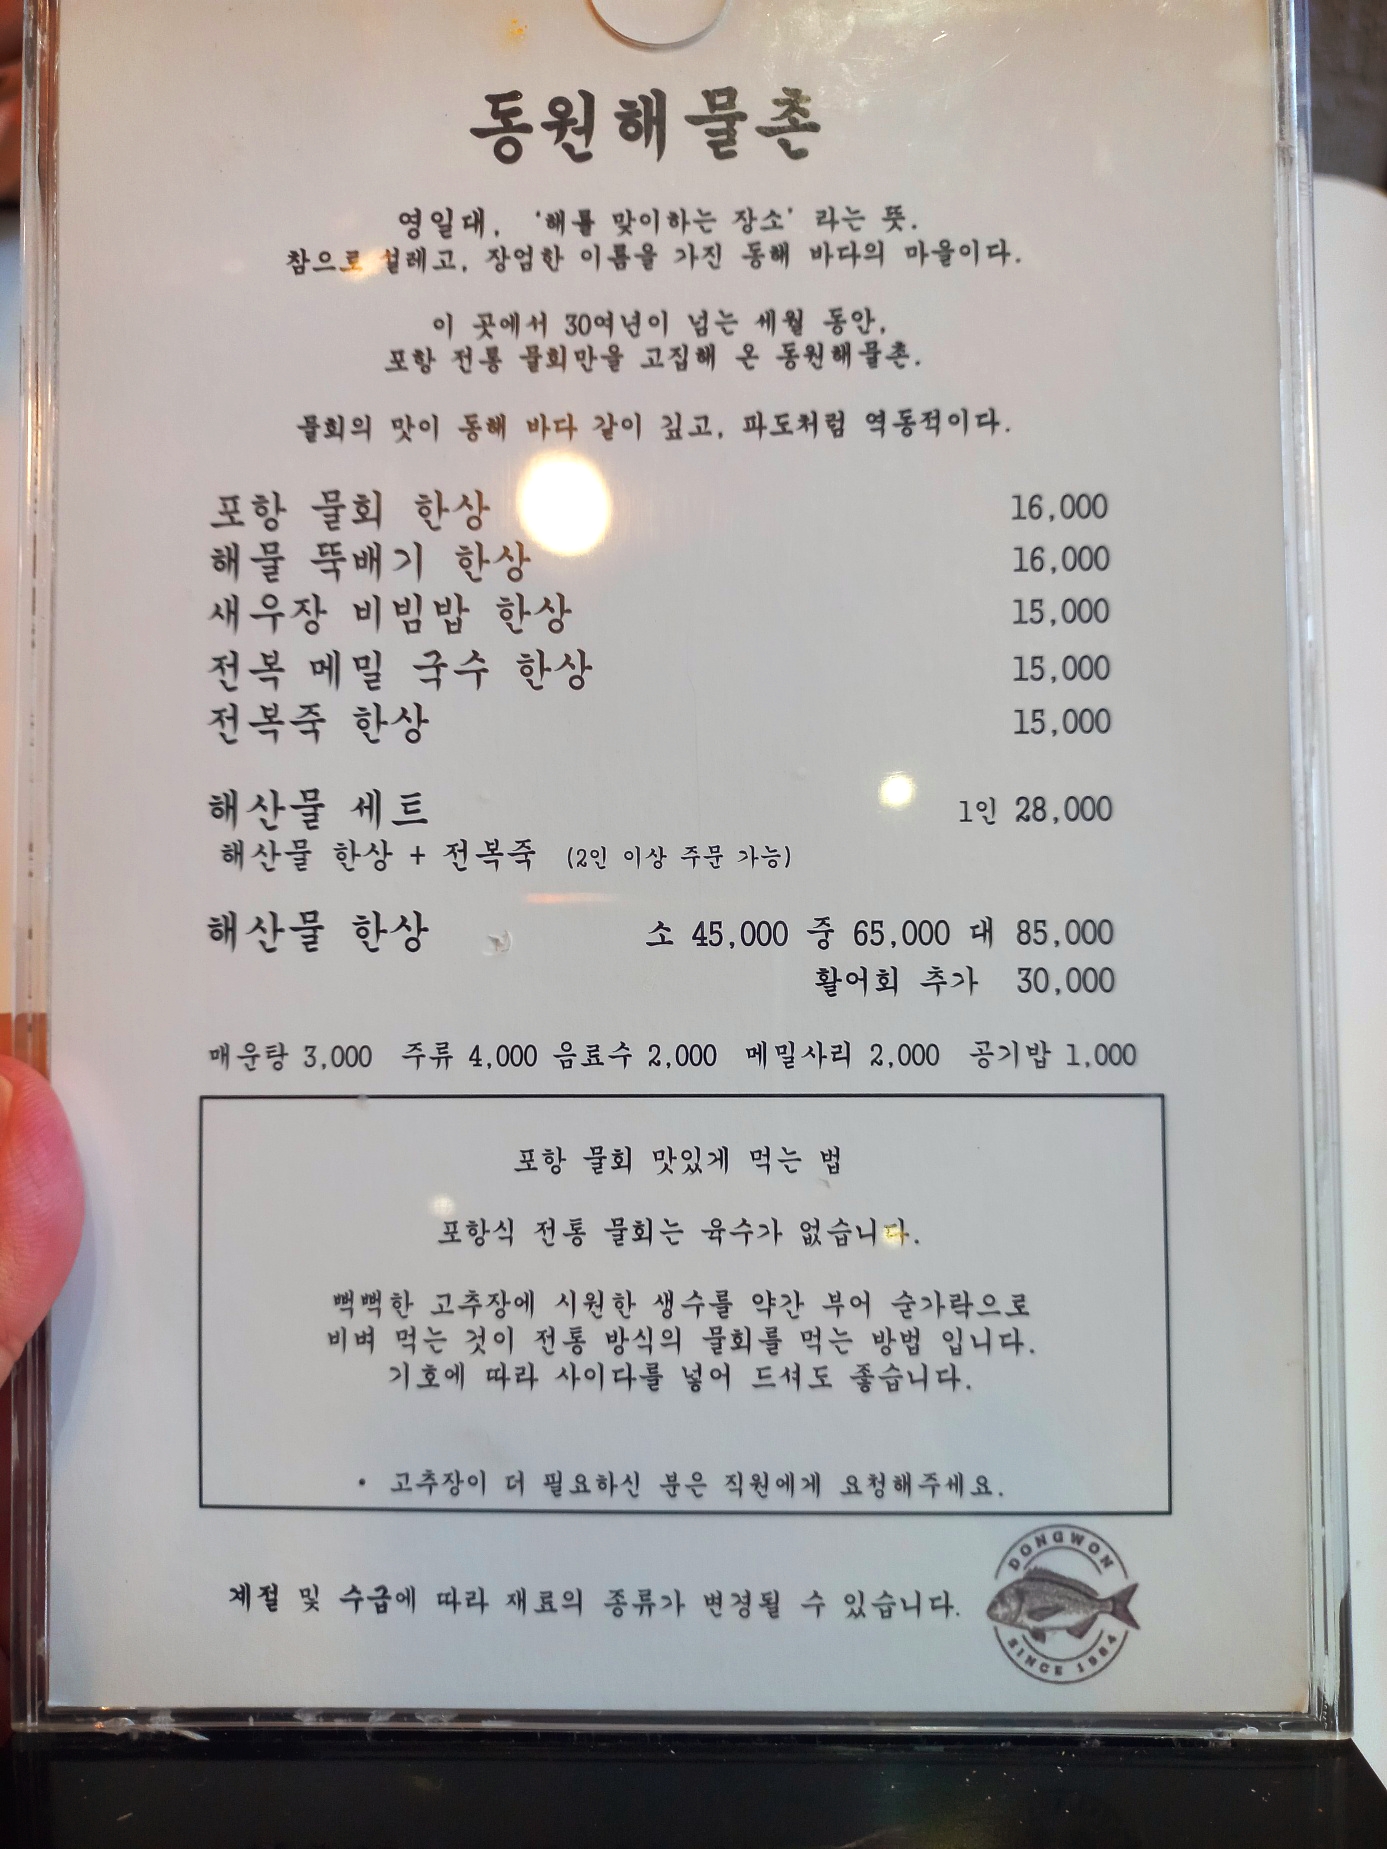 동원해물촌
영일대, '해를 맞이하는 장소' 라는 뜻.
참으로 설레고, 장엄한 이름을 가진 동해 바다의 마을이다.
이 곳에서 30여년이 넘는 세월 동안,
포항 전통 물회만을 고집해 온 동원해물촌.
물회의 맛이 동해 바다 같이 깊고, 파도처럼 역동적이다.
포항 물회 한상 16,000
해물 뚝배기 한상 16,000
새우장 비빔밥 한상 15,000
전복 메밀 국수 한상 15,000
전복죽 한상 15,000
해산물 세트 1인 28,000
해산물 한상 + 전복죽 (2인 이상 주문 가능)
해산물 한상 소 45,000 중 65,000 대 85,000
활어회 추가 30,000
매운탕 3,000 주류 4,000 음료수 2,000 메밀사리 2,000 공기밥 1,000
포항 물회 맛있게 먹는 법
포항식 전통 물회는 육수가 없습니다.
뻑뻑한 고추장에 시원한 생수를 약간 부어 숟가락으로
비벼 먹는 것이 전통 방식의 물회를 먹는 방법 입니다.
기호에 따라 사이다를 넣어 드셔도 좋습니다.
• 고추장이 더 필요하신 분은 직원에게 요청해주세요.
계절 및 수급에 따라 재료의 종류가 변경될 수 있습니다.
DONGWON
SINCE 1984